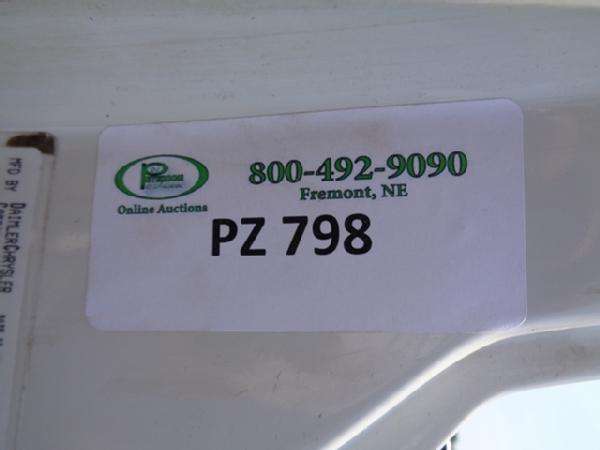 800-492-9090
Fremont, NE
Online Auctions
PZ 798
MFD BY DAIMLERCHRYSLER